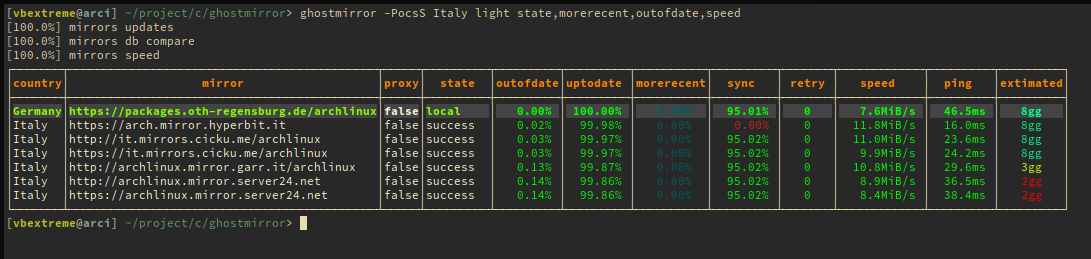 [vbextreme@arci] ~/project/c/ghostmirror> ghostmirror -PocsS Italy light state,morerecent,outofdate,speed
[100.0%] mirrors updates
[100.0%] mirrors db compare
[100.0%] mirrors speed
country mirror proxy state outofdate uptodate morerecent sync retry speed ping extimated
Germany https://packages.oth-regensburg.de/archlinux false local 0.00% 100.00% 0.00% 95.01% 0 7.6MiB/s 46.5ms 8gg
Italy https://arch.mirror.hyperbit.it false success 0.02% 99.98% 0.00% 0.00% 0 11.8MiB/s 16.0ms 8gg
Italy http://it.mirrors.cicku.me/archlinux false success 0.03% 99.97% 0.00% 95.02% 0 11.0MiB/s 23.6ms 8gg
Italy https://it.mirrors.cicku.me/archlinux false success 0.03% 99.97% 0.00% 95.02% 0 9.9MiB/s 24.2ms 8gg
Italy http://archlinux.mirror.garr.it/archlinux false success 0.13% 99.87% 0.00% 95.02% 0 10.8MiB/s 29.6ms 3gg
Italy http://archlinux.mirror.server24.net false success 0.14% 99.86% 0.00% 95.02% 0 8.9MiB/s 36.5ms 2gg
Italy https://archlinux.mirror.server24.net false success 0.14% 99.86% 0.00% 95.02% 0 8.4MiB/s 38.4ms 2gg
[vbextreme@arci] ~/project/c/ghostmirror>